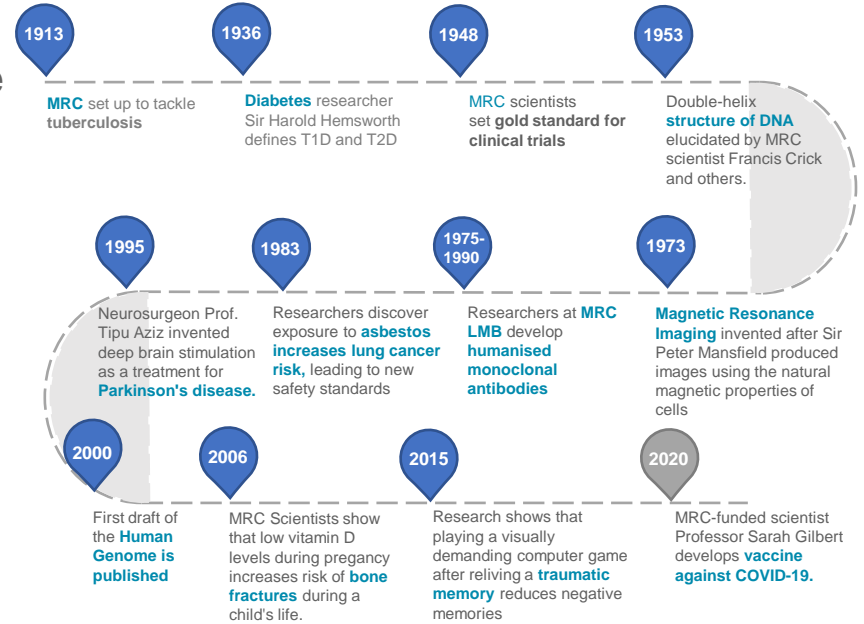 1913
MRC set up to tackle
tuberculosis
1936
Diabetes researcher
Sir Harold Hemsworth
defines T1D and T2D
1948
MRC scientists
set gold standard for
clinical trials
1953
Double-helix
structure of DNA
elucidated by MRC
scientist Francis Crick
and others.
1995
Neurosurgeon Prof.
Tipu Aziz invented
deep brain stimulation
as a treatment for
Parkinson's disease.
1983
Researchers discover
exposure to asbestos
increases lung cancer
risk, leading to new
safety standards
1975-
1990
Researchers at MRC
LMB develop
humanised
monoclonal
antibodies
1973
Magnetic Resonance
Imaging invented after Sir
Peter Mansfield produced
images using the natural
magnetic properties of
cells
2000
First draft of
the Human
Genome is
published
2006
MRC Scientists show
that low vitamin D
levels during pregancy
increases risk of bone
fractures during a
child's life.
2015
Research shows that
playing a visually
demanding computer game
after reliving a traumatic
memory reduces negative
memories
2020
MRC-funded scientist
Professor Sarah Gilbert
develops vaccine
against COVID-19.